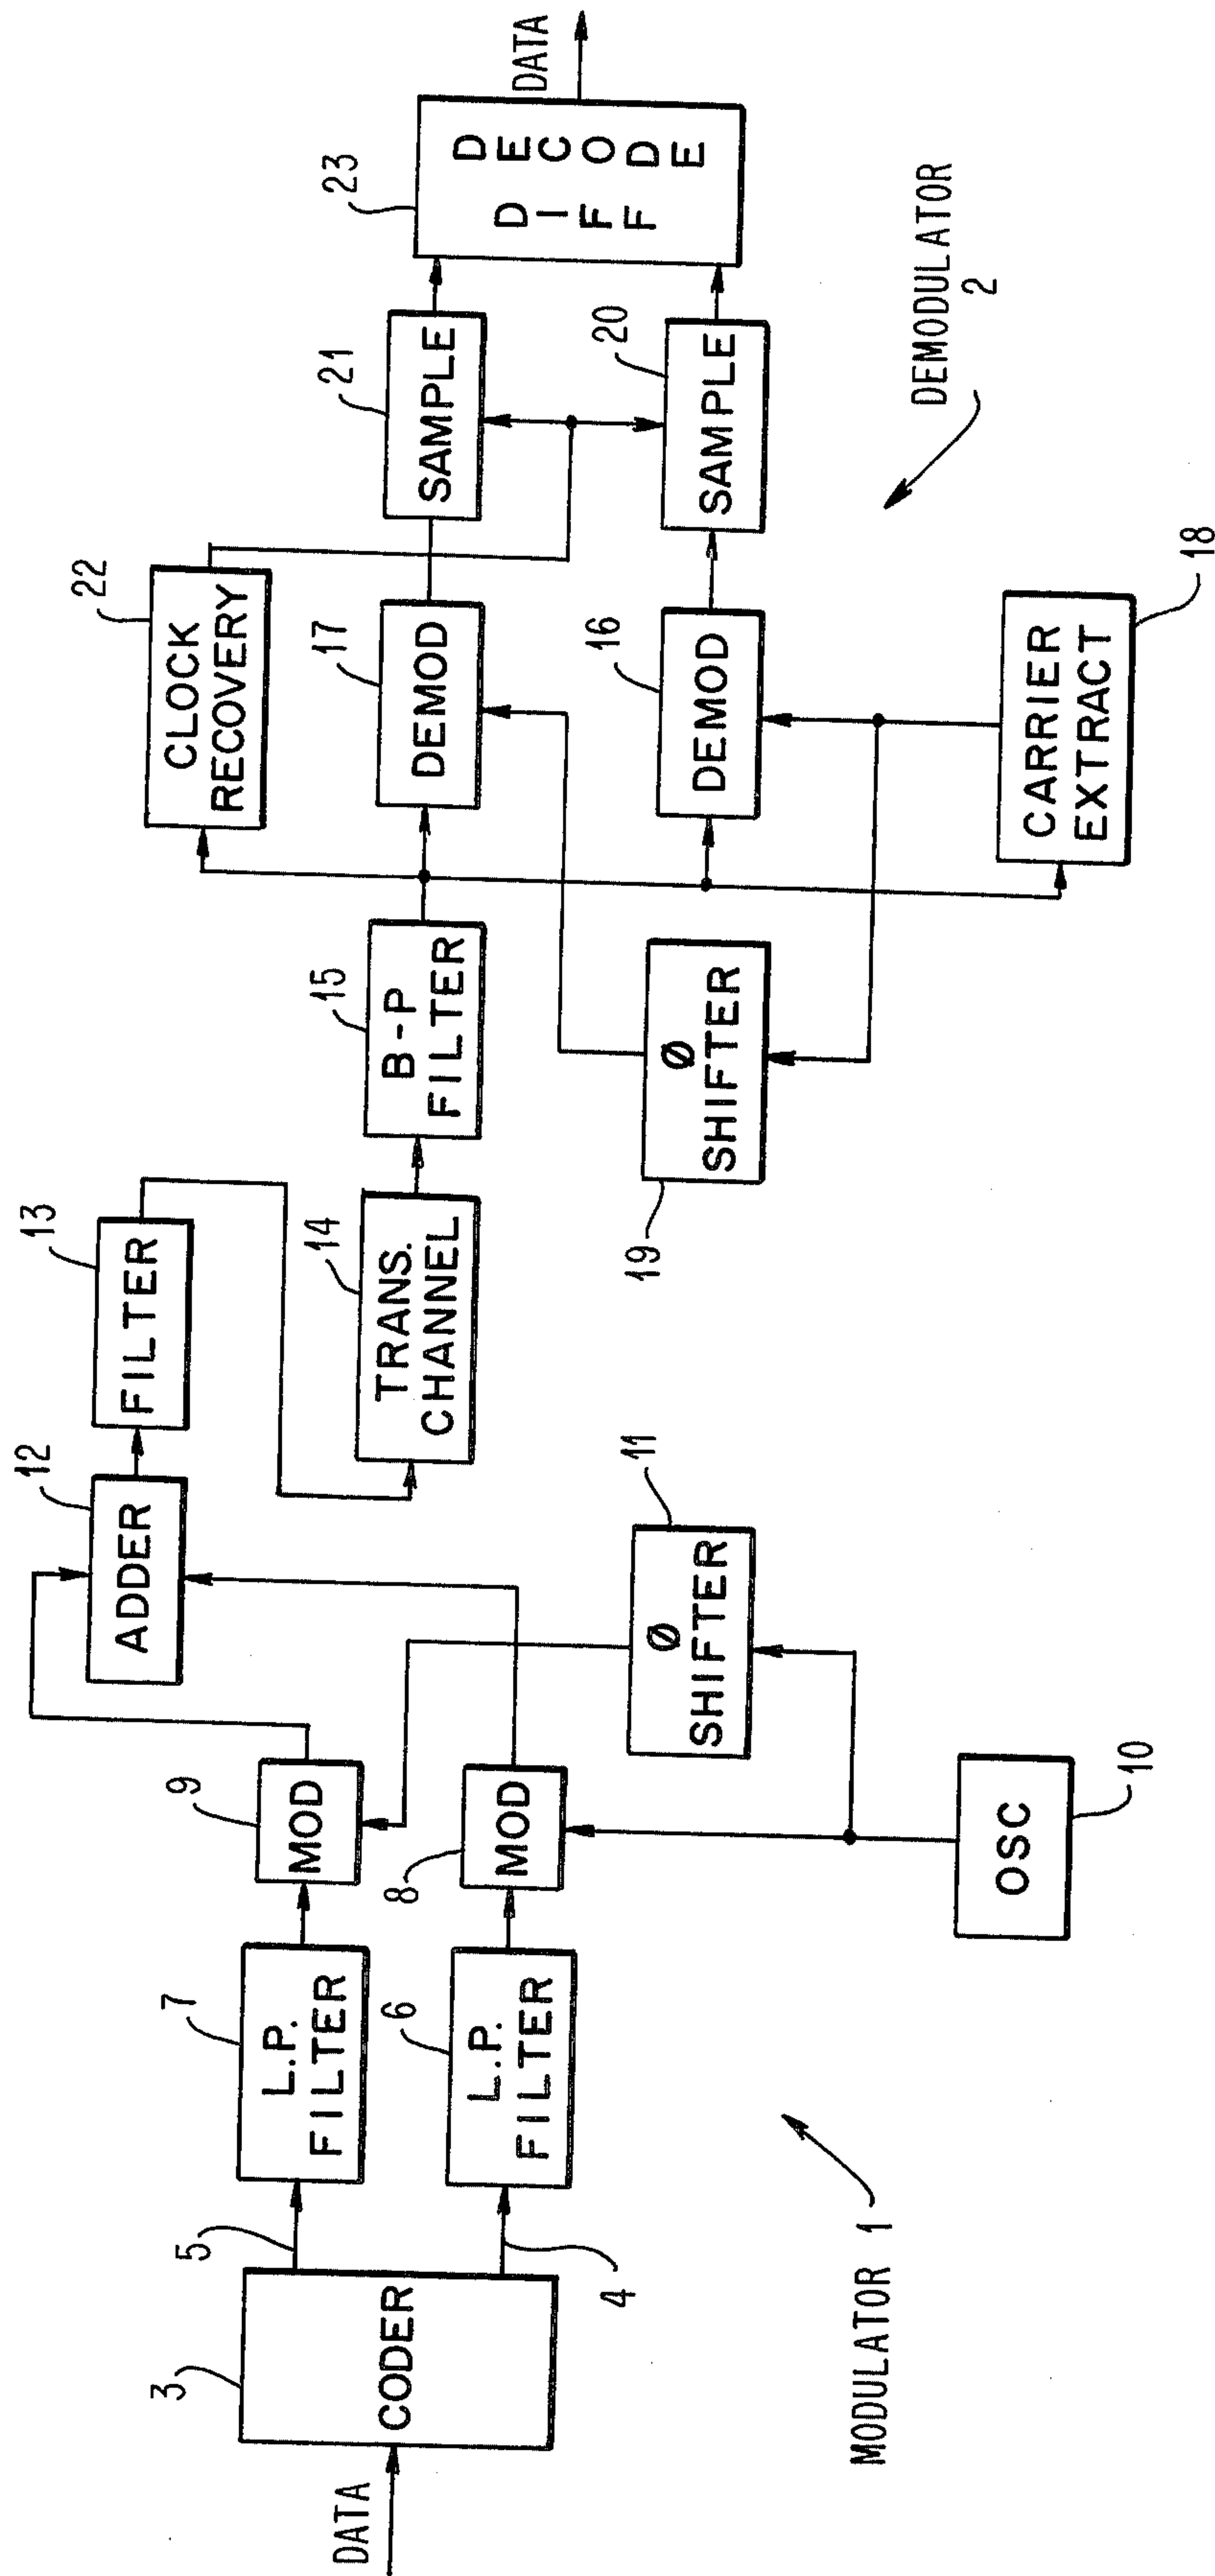 DATA
3
CODER
5
4
7
L.P.
FILTER
6
L.P.
FILTER
9
MOD
8
MOD
OSC
10
Ø
SHIFTER
11
12
ADDER
13
FILTER
MODULATOR 1
14
TRANS.
CHANNEL
15
B-P
FILTER
Ø
SHIFTER
19
22
CLOCK
RECOVERY
17
DEMOD
16
DEMOD
CARRIER
EXTRACT
18
21
SAMPLE
20
SAMPLE
23
DIFF
DECODE
DATA
DEMODULATOR
2